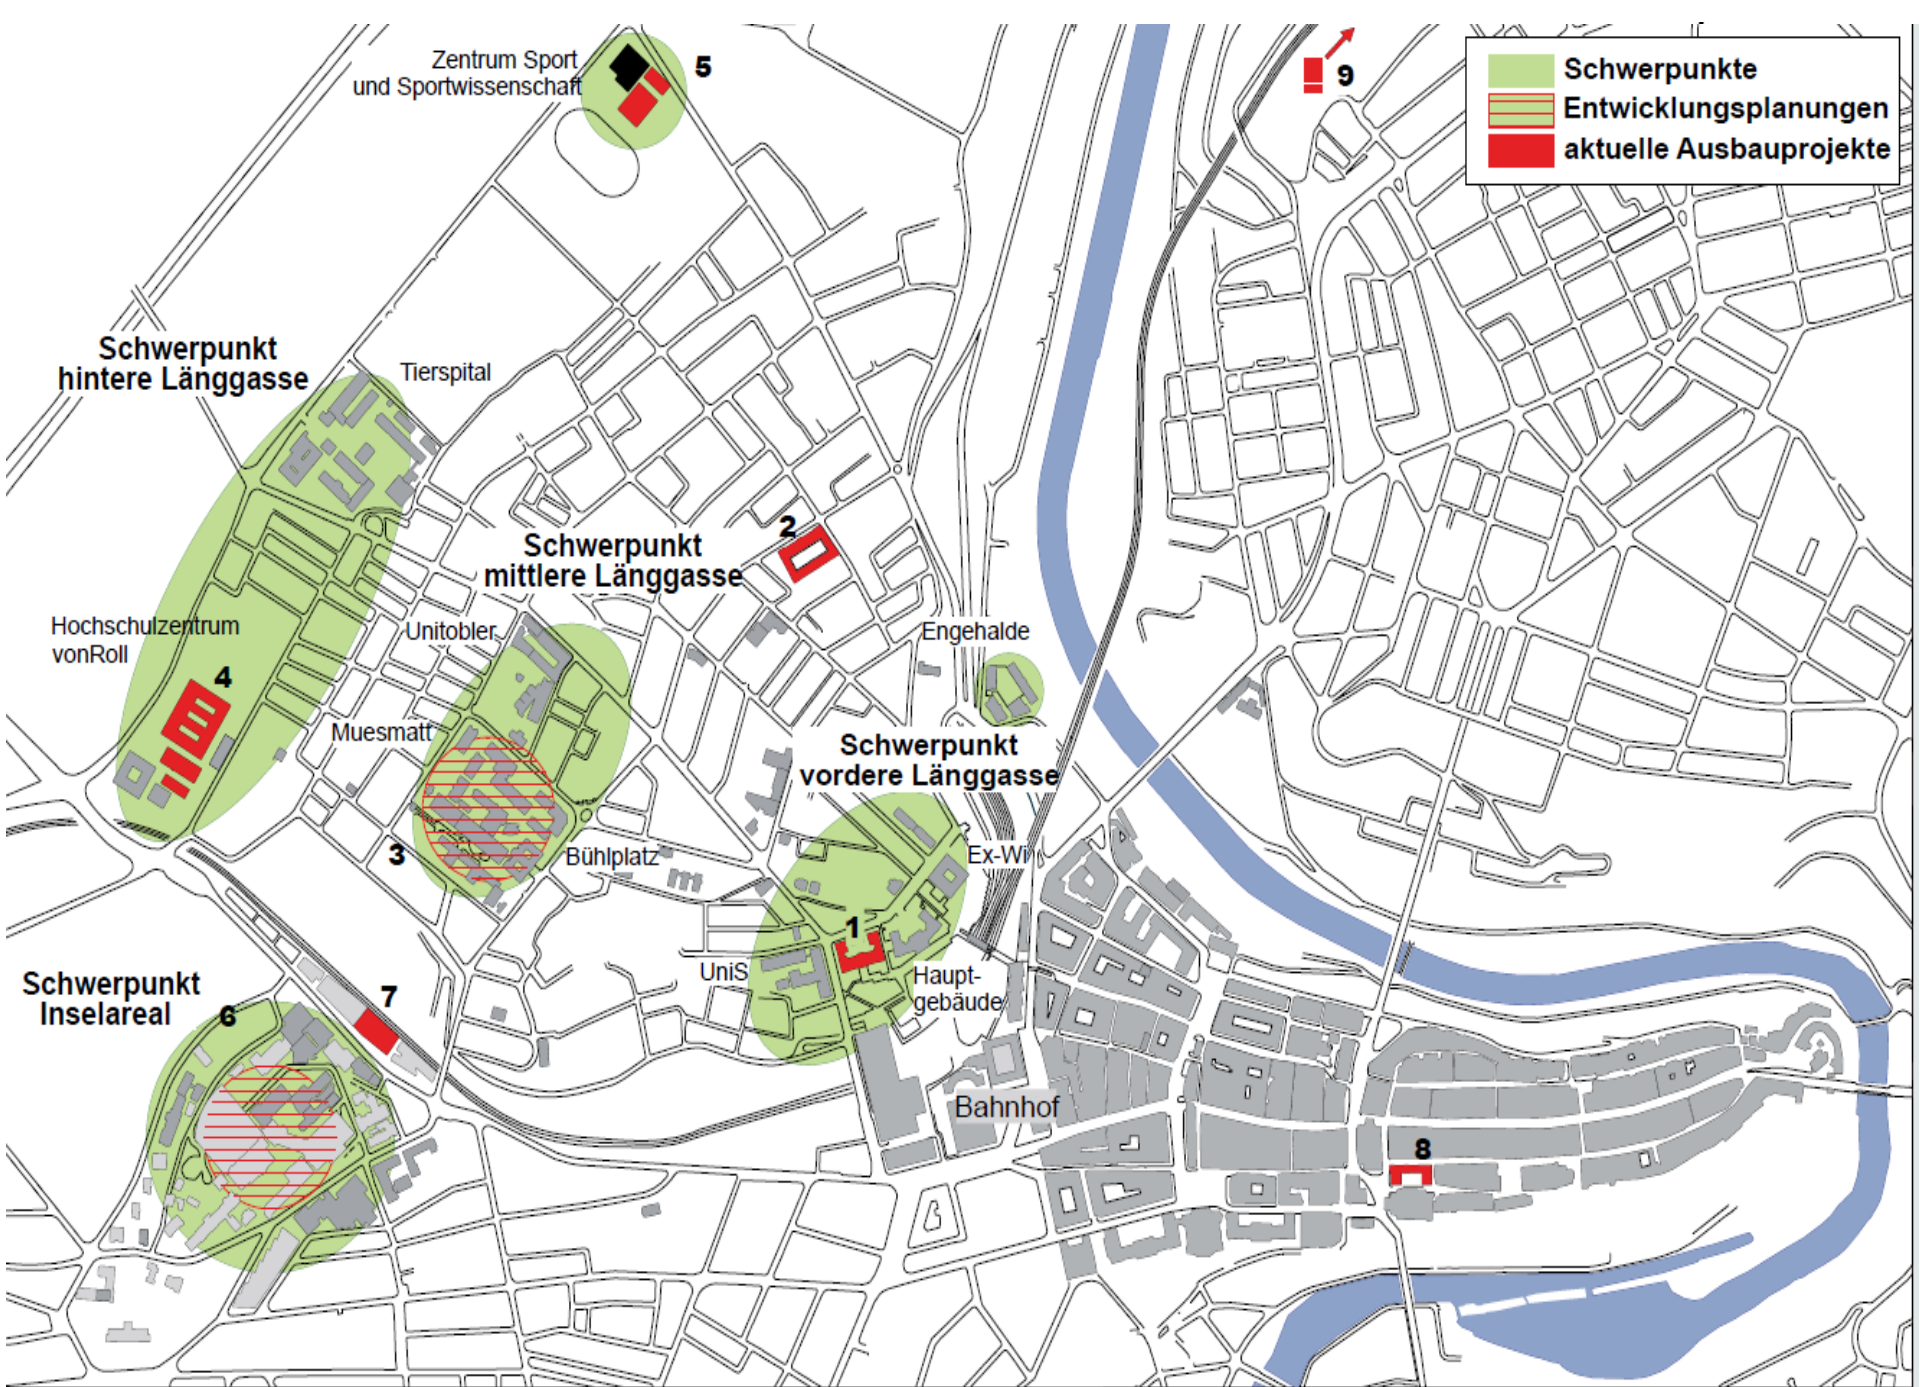 Zentrum Sport
und Sportwissenschaft
5
9
Schwerpunkte
Entwicklungsplanungen
aktuelle Ausbauprojekte
Schwerpunkt
hintere Länggasse
Tierspital
2
Schwerpunkt
mittlere Länggasse
Hochschulzentrum
vonRoll
4
Unitobler
Engehalde
Muesmatt
Schwerpunkt
vordere Länggasse
3
Bühlplatz
Ex-Wi
1
UniS
Haupt-
gebäude
Schwerpunkt
Inselareal
6
7
Bahnhof
8